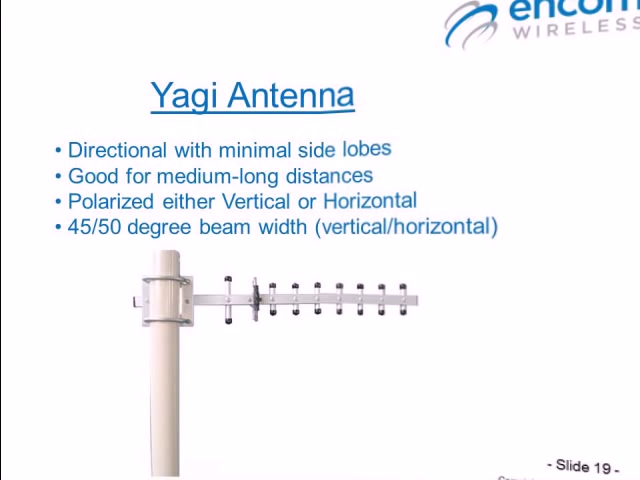 encom
WIRELESS
Yagi Antenna
• Directional with minimal side lobes
• Good for medium-long distances
• Polarized either Vertical or Horizontal
• 45/50 degree beam width (vertical/horizontal)
- Slide 19 -